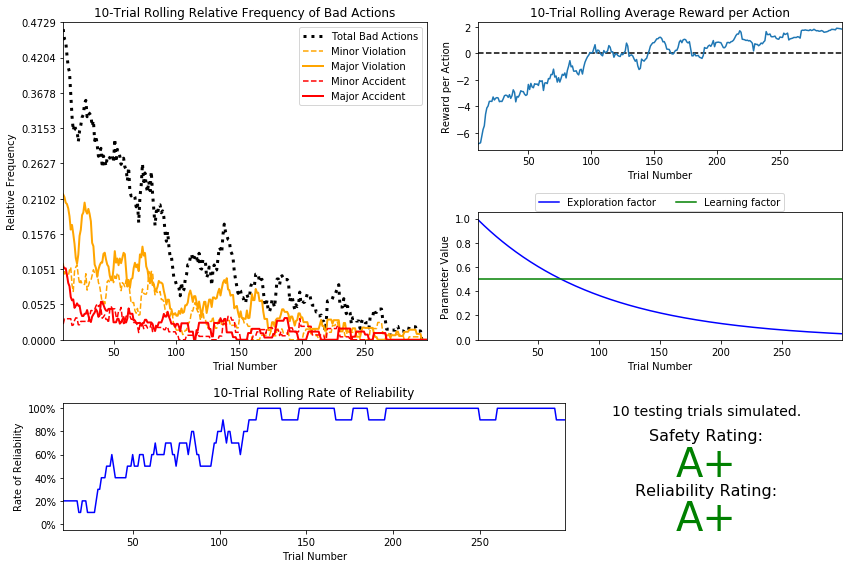 10-Trial Rolling Relative Frequency of Bad Actions
Relative Frequency
0.4729
0.4204
0.3678
0.3153
0.2627
0.2102
0.1576
0.1051
0.0525
0.0000
Total Bad Actions
Minor Violation
Major Violation
Minor Accident
Major Accident
50 100 150 200 250
Trial Number
10-Trial Rolling Average Reward per Action
Reward per Action
2
0
−2
−4
−6
50 100 150 200 250
Trial Number
Exploration factor Learning factor
Parameter Value
1.0
0.8
0.6
0.4
0.2
0.0
50 100 150 200 250
Trial Number
10-Trial Rolling Rate of Reliability
Rate of Reliability
100%
80%
60%
40%
20%
0%
50 100 150 200 250
Trial Number
10 testing trials simulated.
Safety Rating:
A+
Reliability Rating:
A+